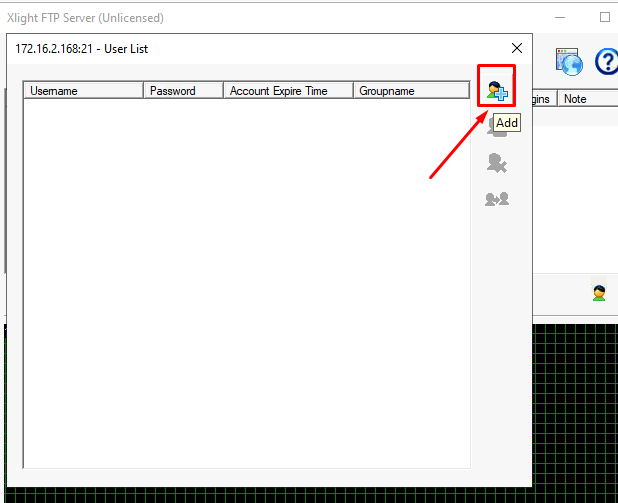 Xlight FTP Server (Unlicensed)
172.16.2.168:21 - User List
Username Password Account Expire Time Groupname
gins Note
Add